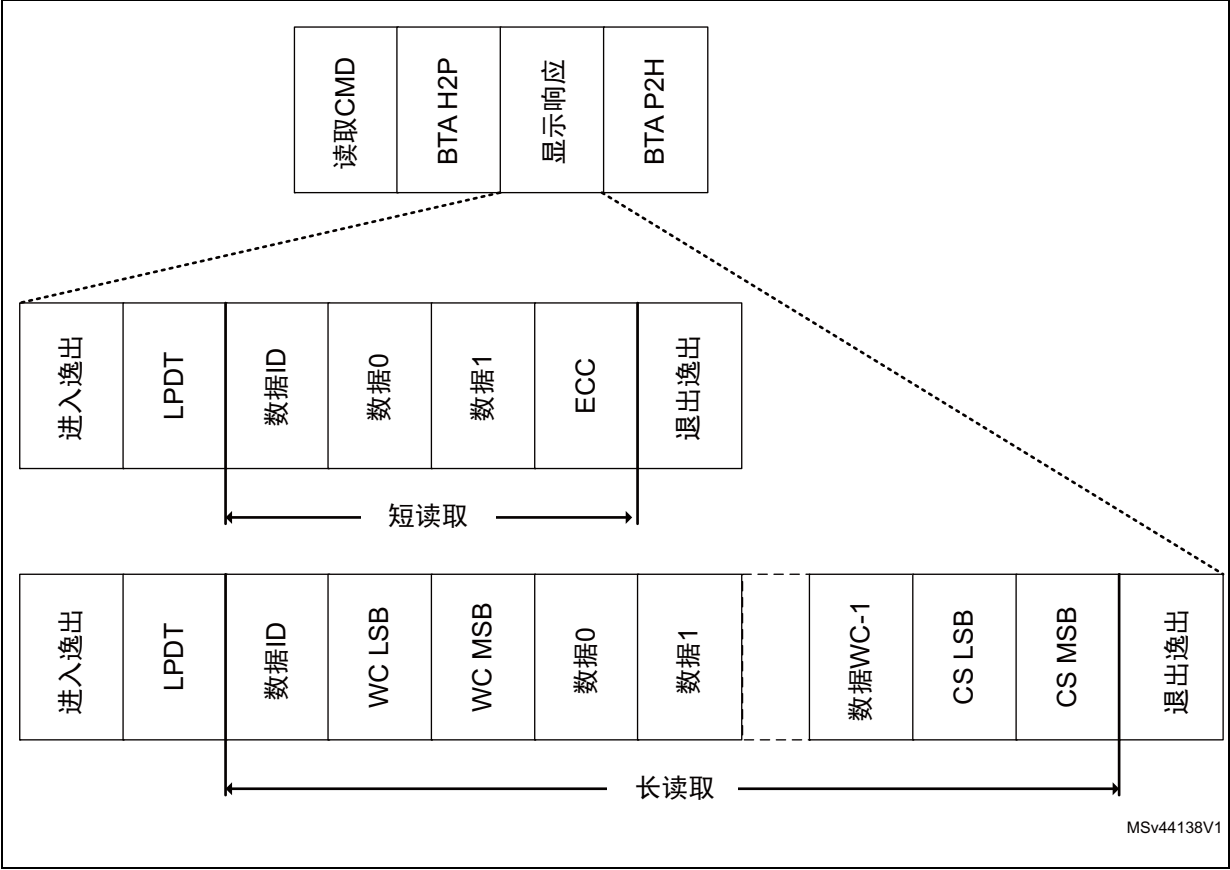 读取CMD
BTA H2P
显示响应
BTA P2H
进入逸出
LPDT
数据ID
数据0
数据1
ECC
退出逸出
短读取
进入逸出
LPDT
数据ID
WC LSB
WC MSB
数据0
数据1
数据WC-1
CS LSB
CS MSB
退出逸出
长读取
MSv44138V1